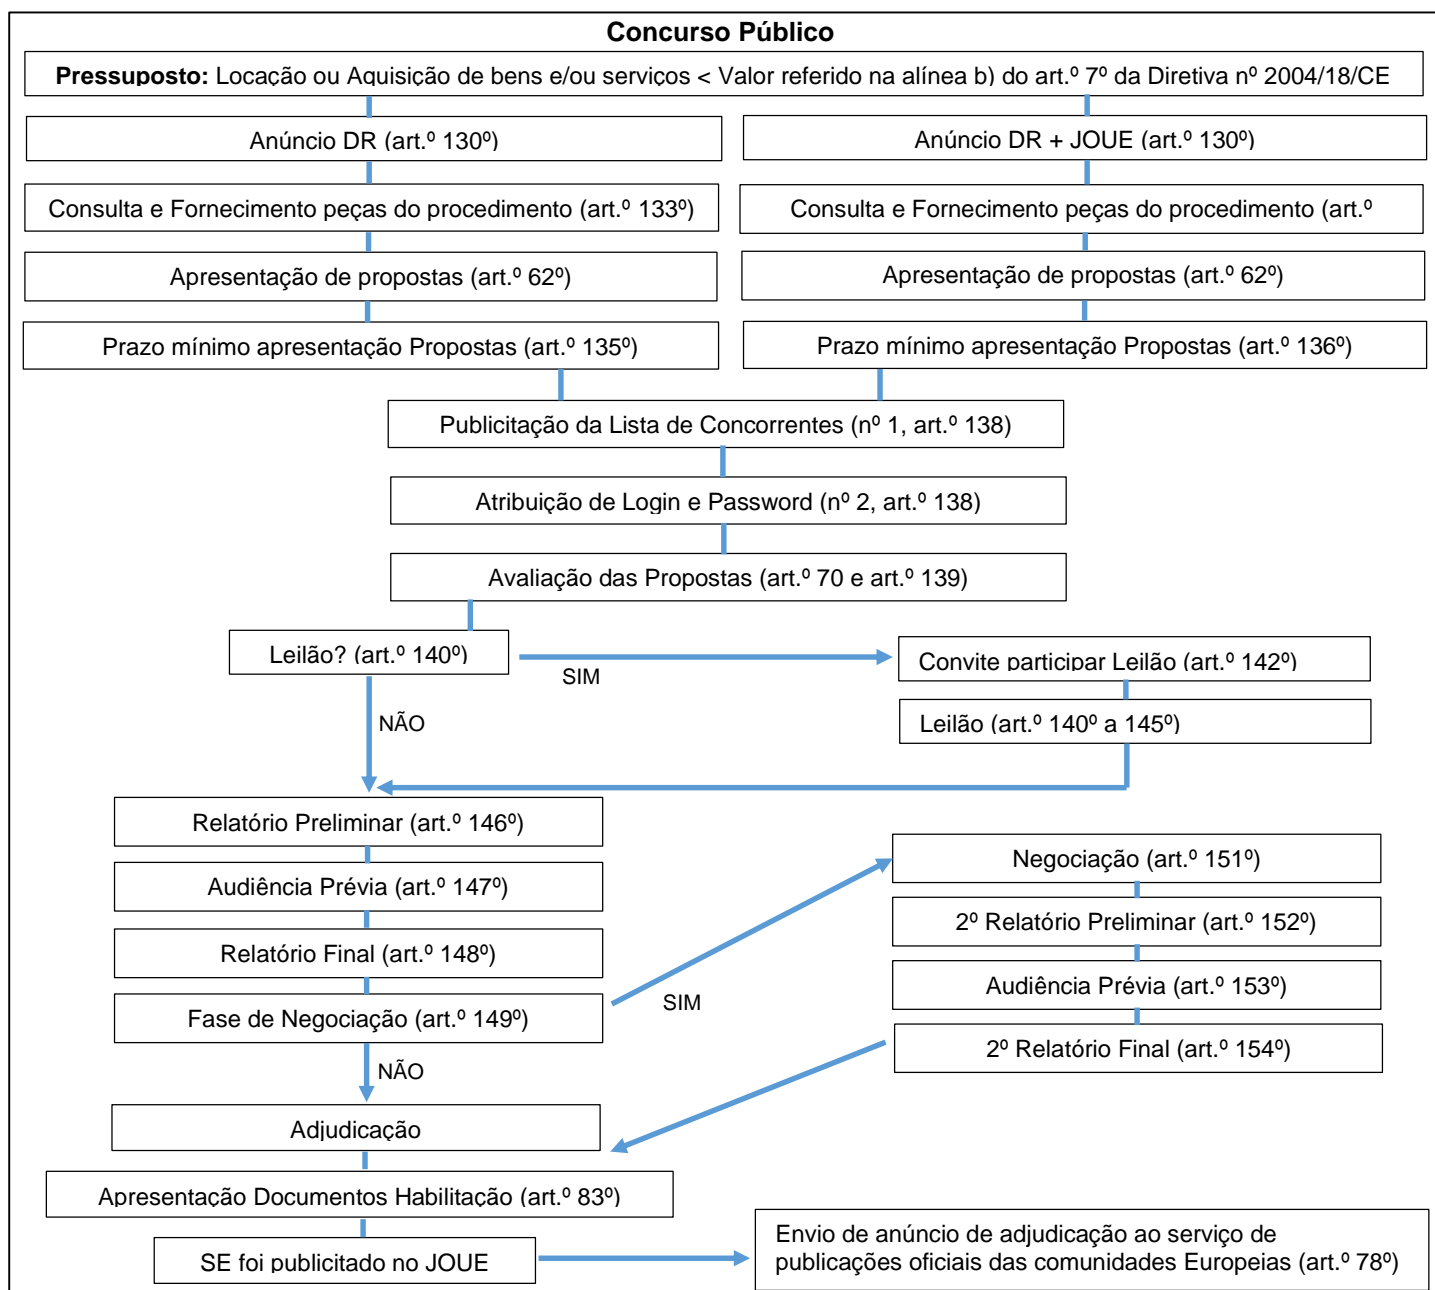 Concurso Público
Pressuposto: Locação ou Aquisição de bens e/ou serviços < Valor referido na alínea b) do art.º 7º da Diretiva nº 2004/18/CE
Anúncio DR (art.º 130º)
Anúncio DR + JOUE (art.º 130º)
Consulta e Fornecimento peças do procedimento (art.º 133º)
Consulta e Fornecimento peças do procedimento (art.º
Apresentação de propostas (art.º 62º)
Apresentação de propostas (art.º 62º)
Prazo mínimo apresentação Propostas (art.º 135º)
Prazo mínimo apresentação Propostas (art.º 136º)
Publicitação da Lista de Concorrentes (nº 1, art.º 138)
Atribuição de Login e Password (nº 2, art.º 138)
Avaliação das Propostas (art.º 70 e art.º 139)
Leilão? (art.º 140º)
SIM
Convite participar Leilão (art.º 142º)
NÃO
Leilão (art.º 140º a 145º)
Relatório Preliminar (art.º 146º)
Audiência Prévia (art.º 147º)
Relatório Final (art.º 148º)
Fase de Negociação (art.º 149º)
SIM
Negociação (art.º 151º)
2º Relatório Preliminar (art.º 152º)
Audiência Prévia (art.º 153º)
2º Relatório Final (art.º 154º)
NÃO
Adjudicação
Apresentação Documentos Habilitação (art.º 83º)
SE foi publicitado no JOUE
Envio de anúncio de adjudicação ao serviço de
publicações oficiais das comunidades Europeias (art.º 78º)